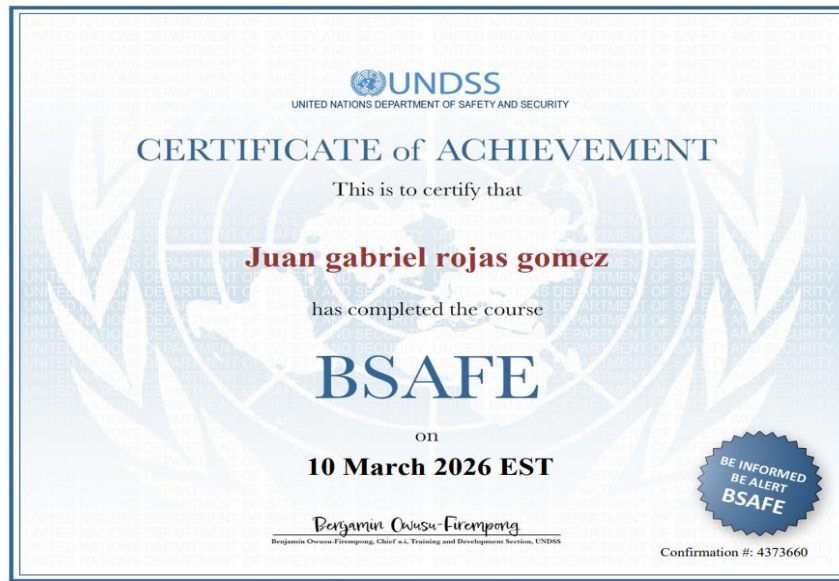 UNDSS
UNITED NATIONS DEPARTMENT OF SAFETY AND SECURITY
CERTIFICATE of ACHIEVEMENT
This is to certify that
Juan gabriel rojas gomez
has completed the course
BSAFE
on
10 March 2026 EST
Benjamin Owusu-Firempong
Benjamin Owusu-Firempong, Chief a.i, Training and Development Section, UNDSS
BE INFORMED
BE ALERT
BSAFE
Confirmation #: 4373660